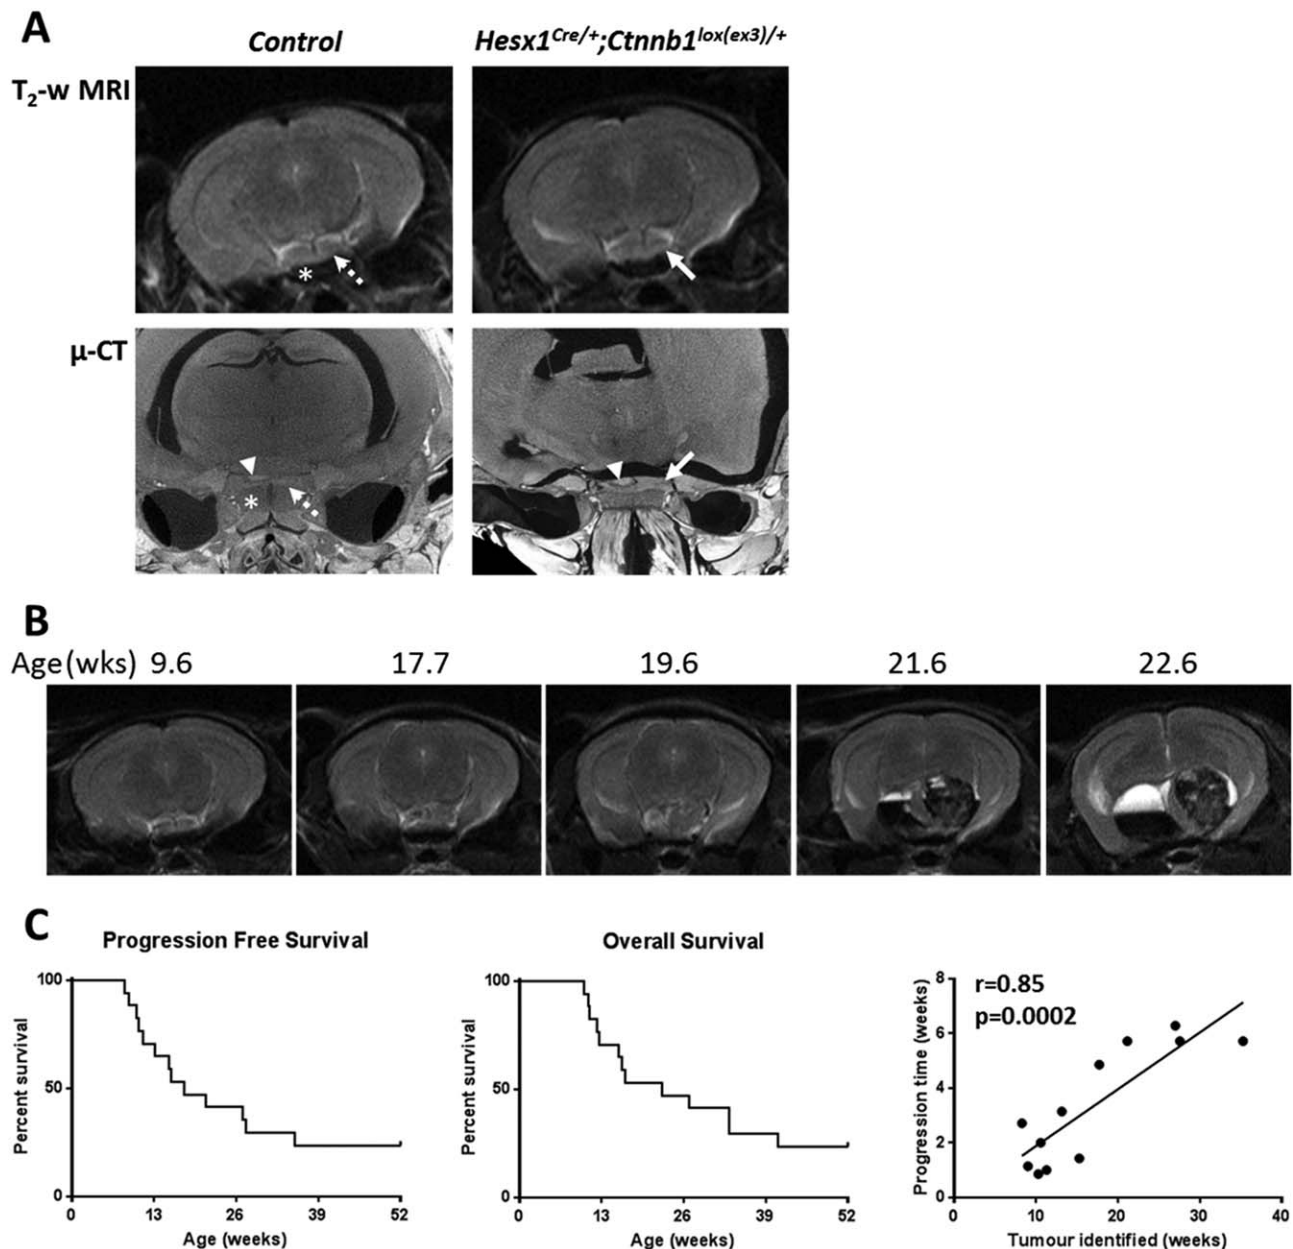 A
Control
Hesx1Cre/+;Ctnnb1lox(ex3)/+
T2-w MRI
*
μ-CT
*
B
Age(wks) 9.6 17.7 19.6 21.6 22.6
C
Progression Free Survival
Percent survival
100
50
0
0 13 26 39 52
Age (weeks)
Overall Survival
Percent survival
100
50
0
0 13 26 39 52
Age (weeks)
r=0.85
p=0.0002
Progression time (weeks)
8
6
4
2
0
0 10 20 30 40
Tumour identified (weeks)